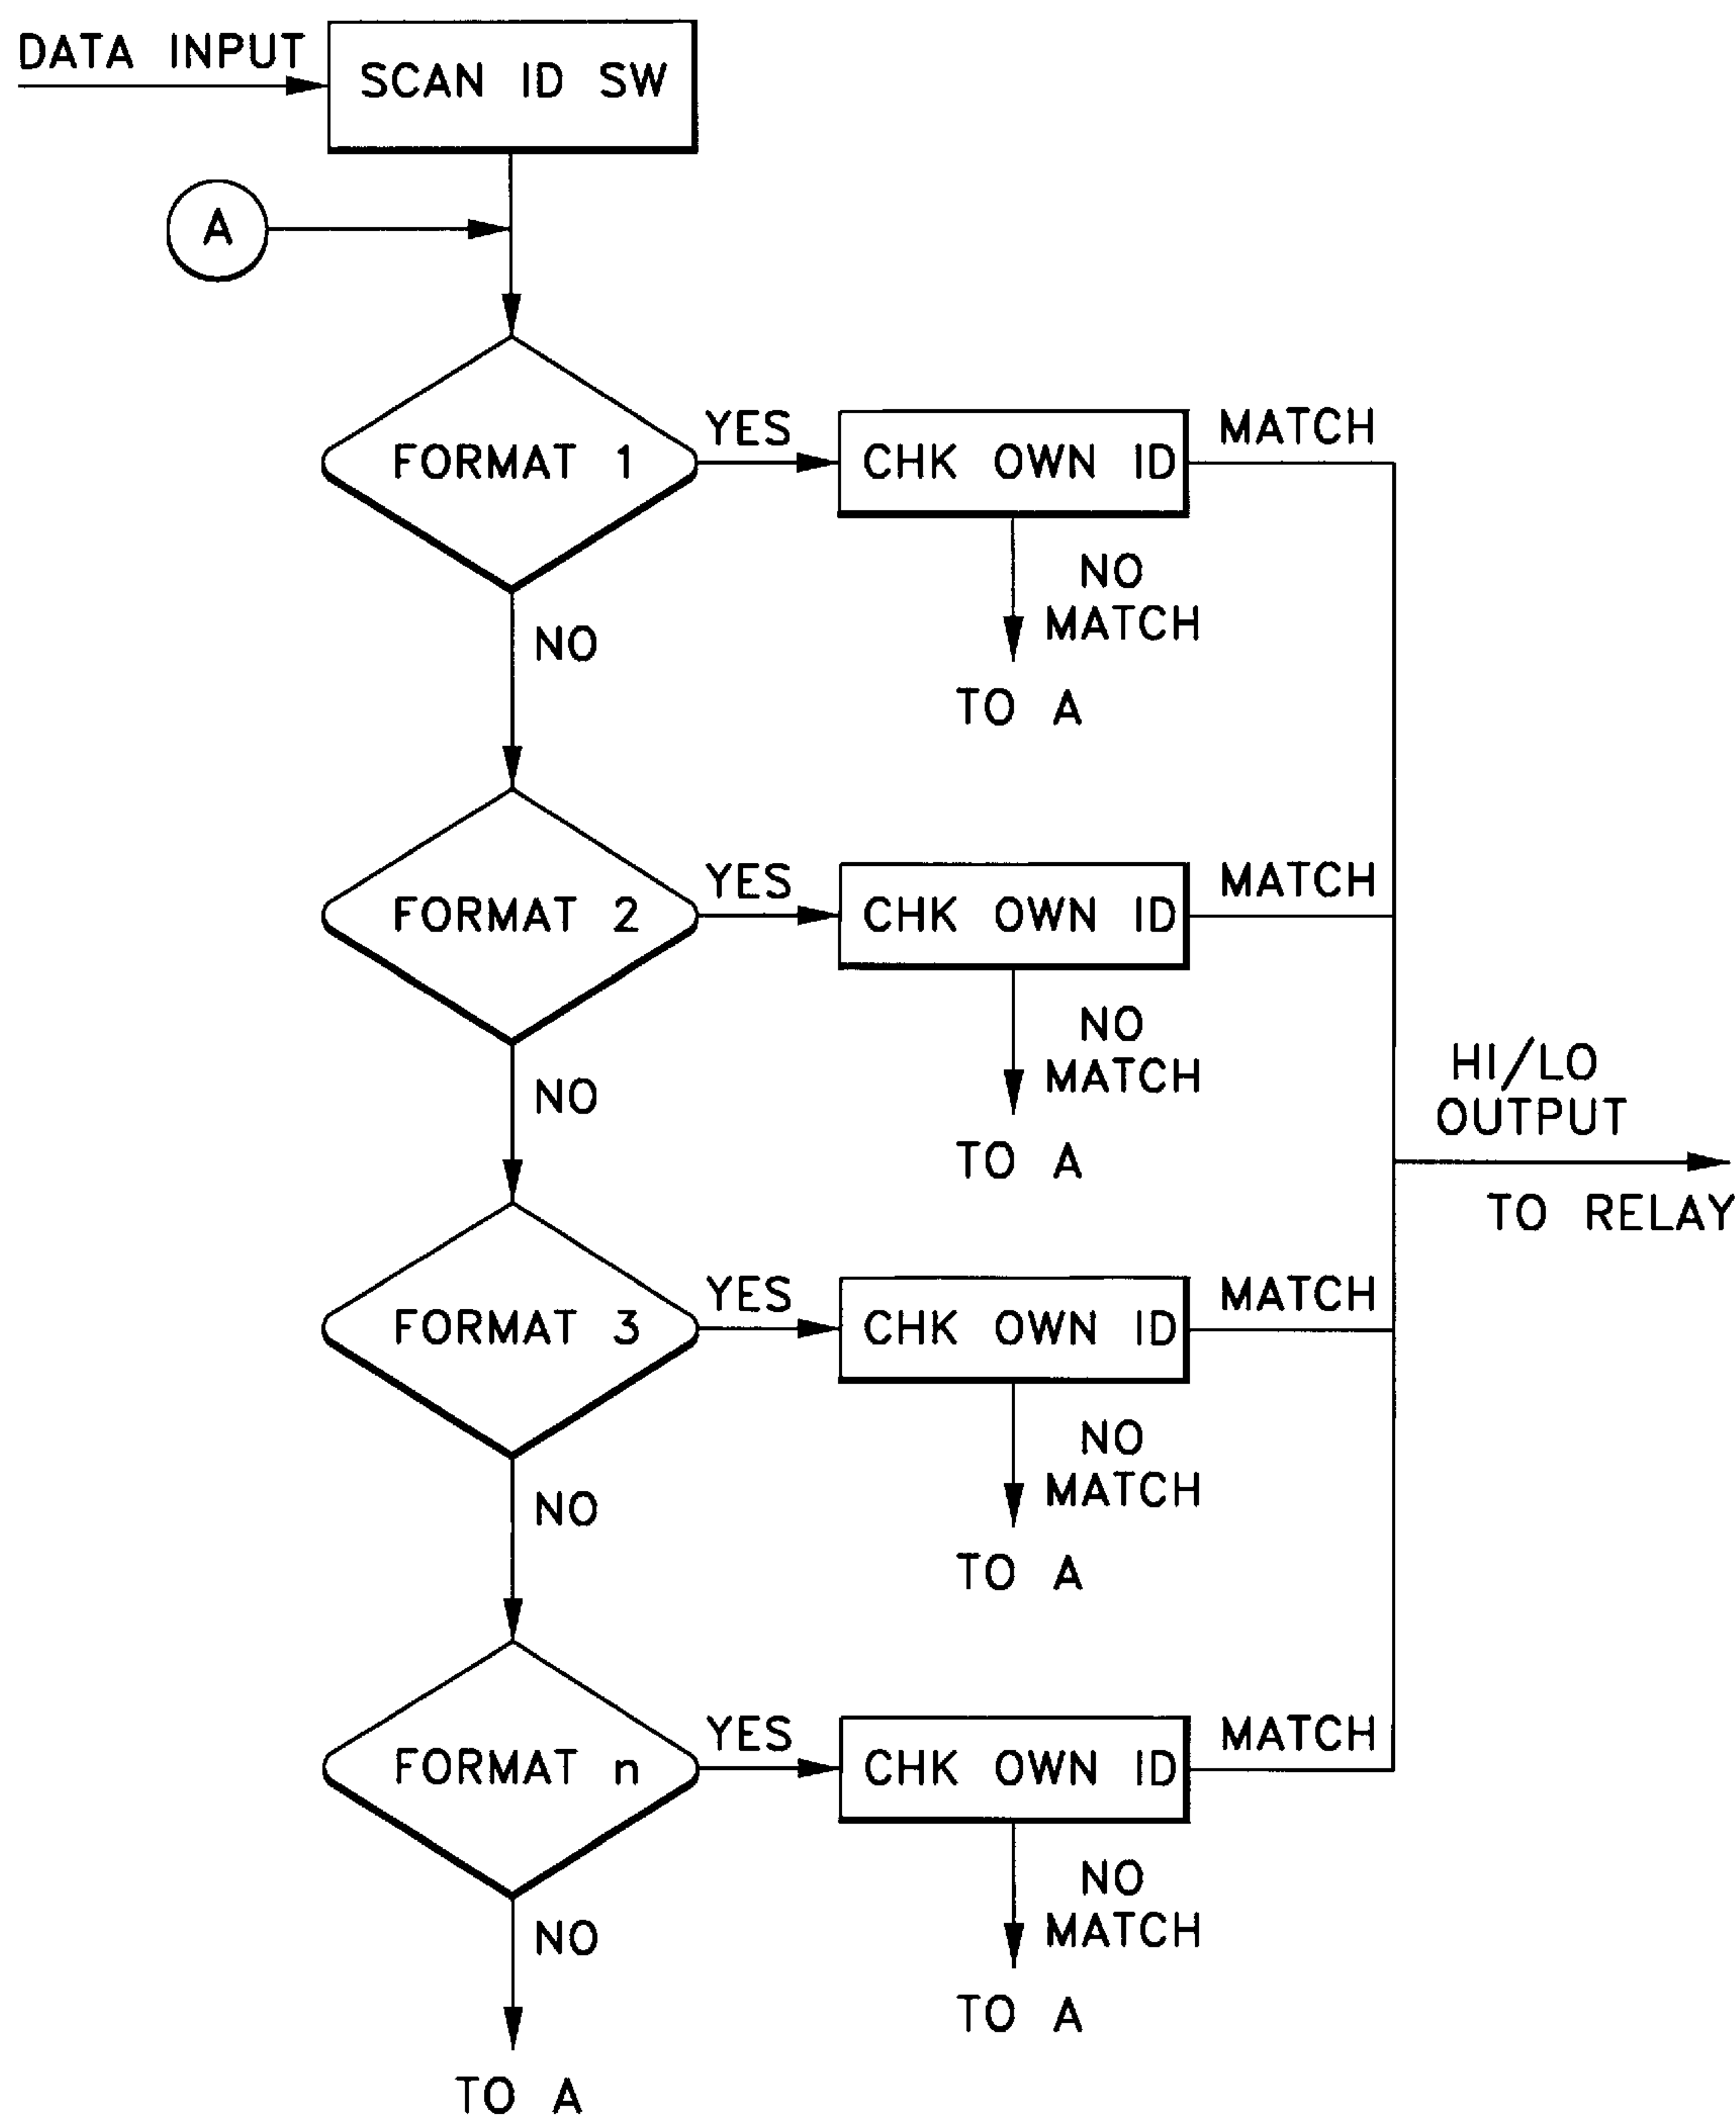 DATA INPUT
SCAN ID SW
A
FORMAT 1
YES
CHK OWN ID
MATCH
NO
MATCH
TO A
NO
FORMAT 2
YES
CHK OWN ID
MATCH
NO
MATCH
TO A
NO
HI/LO
OUTPUT
TO RELAY
FORMAT 3
YES
CHK OWN ID
MATCH
NO
MATCH
TO A
NO
FORMAT n
YES
CHK OWN ID
MATCH
NO
MATCH
TO A
NO
TO A